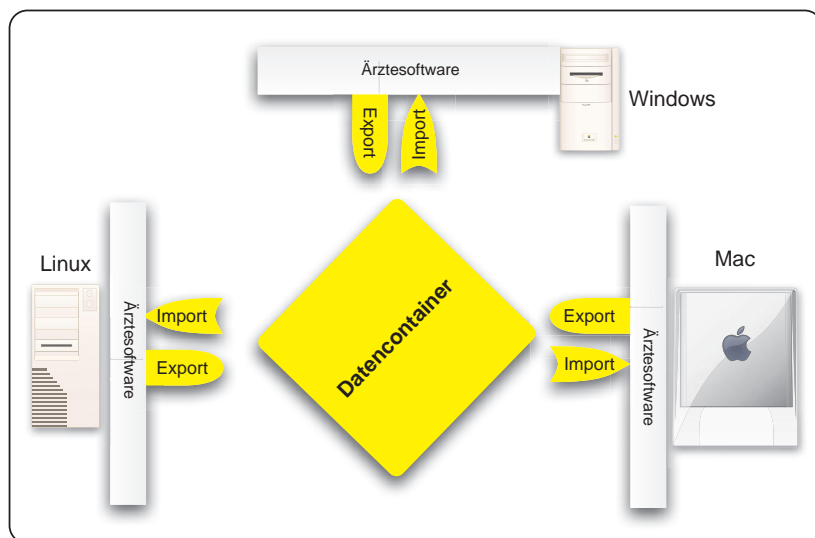 Ärztesoftware
Windows
Export
Import
Linux
Ärztesoftware
Import
Export
Datencontainer
Mac
Export
Import
Ärztesoftware